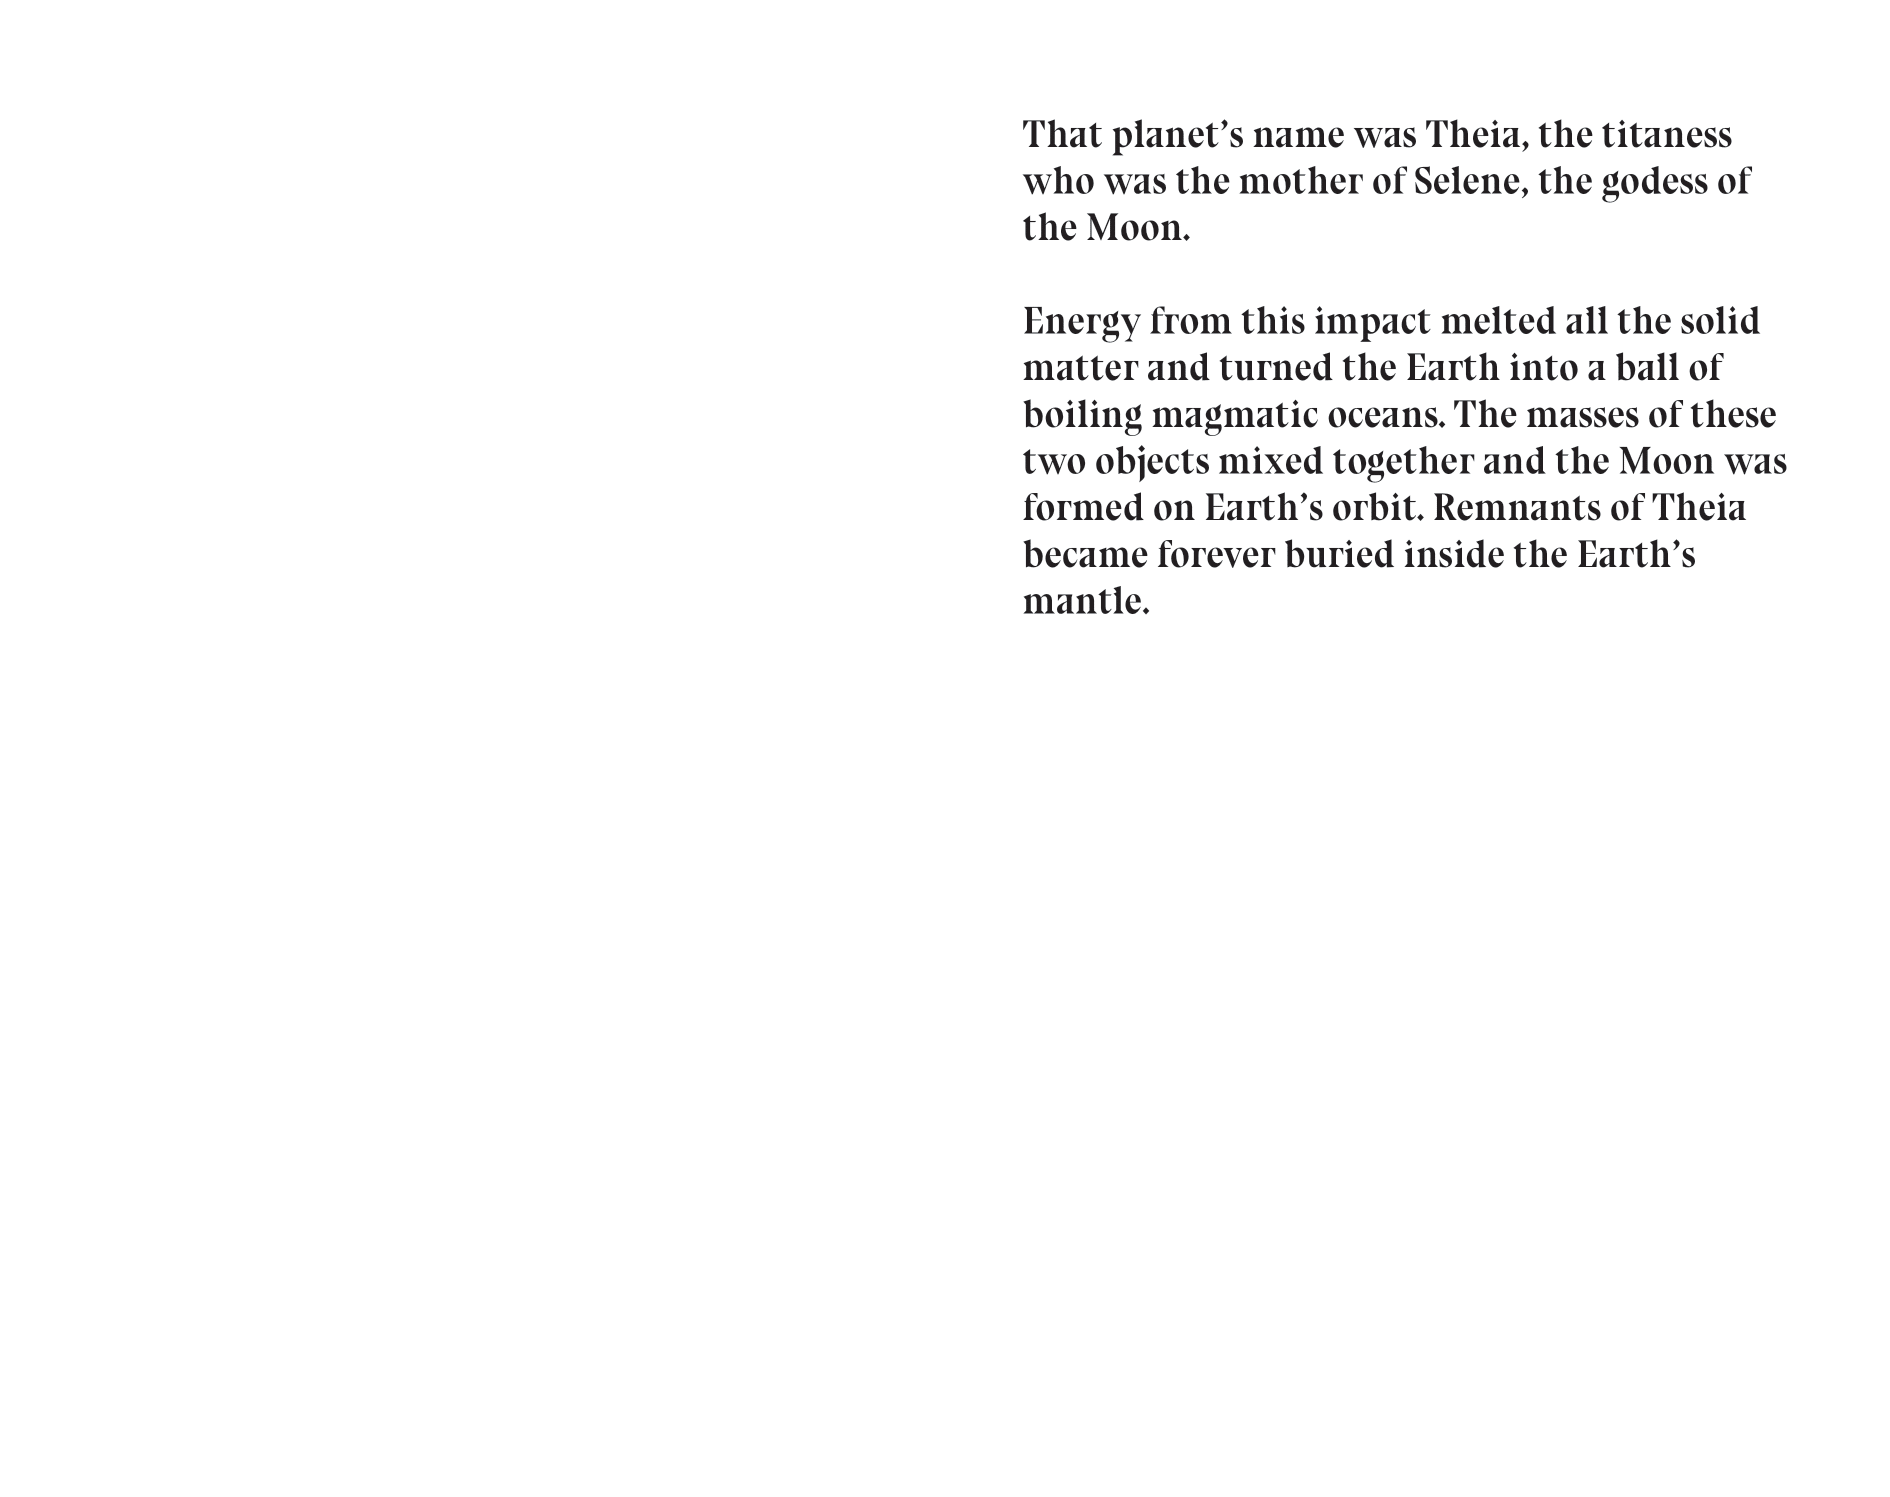 That planet’s name was Theia, the titaness
who was the mother of Selene, the godess of
the Moon.
Energy from this impact melted all the solid
matter and turned the Earth into a ball of
boiling magmatic oceans. The masses of these
two objects mixed together and the Moon was
formed on Earth’s orbit. Remnants of Theia
became forever buried inside the Earth’s
mantle.